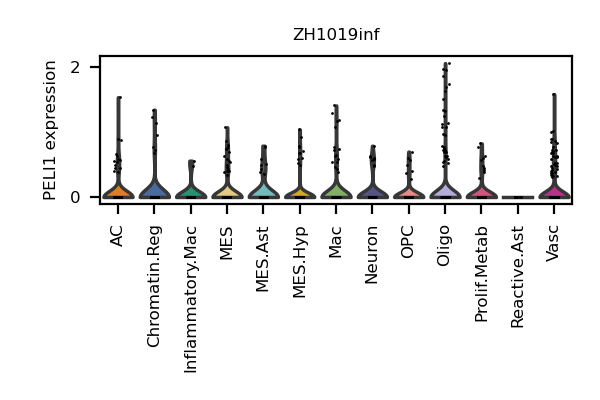 ZH1019inf
PELI1 expression
2
0
AC
Chromatin.Reg
Inflammatory.Mac
MES
MES.Ast
MES.Hyp
Mac
Neuron
OPC
Oligo
Prolif.Metab
Reactive.Ast
Vasc